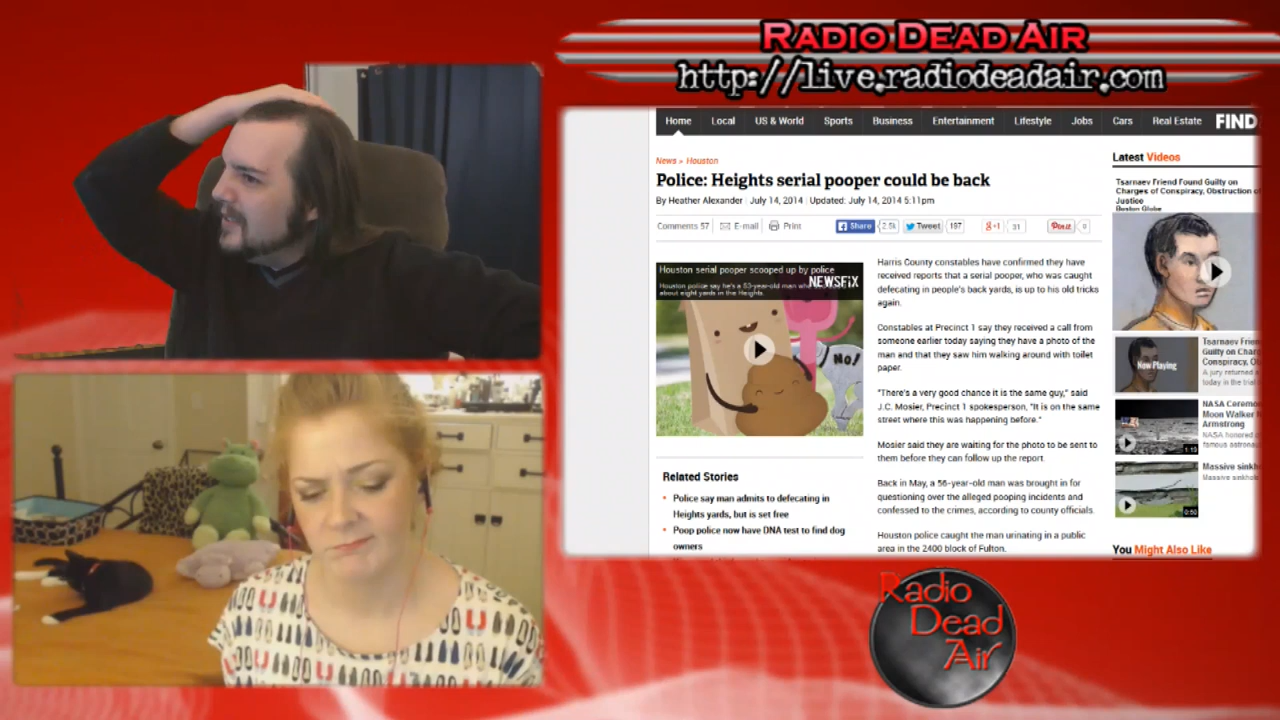 Radio Dead Air
http://live.radiodeadair.com
Home Local US & World Sports Business Entertainment Lifestyle Jobs Cars Real Estate FIND
News » Houston
Police: Heights serial pooper could be back
By Heather Alexander | July 14, 2014 | Updated: July 14, 2014 5:11pm
Comments 57 E-mail Print Share 2.5k Tweet 197 +1 31 Pin it 0
Houston serial pooper scooped up by police
Houston police say he's a 53-year-old man who
about eight yards in the Heights.
NEWSFIX
No!
Related Stories
• Police say man admits to defecating in
Heights yards, but is set free
• Poop police now have DNA test to find dog
owners
Harris County constables have confirmed they have
received reports that a serial pooper, who was caught
defecating in people's back yards, is up to his old tricks
again.
Constables at Precinct 1 say they received a call from
someone earlier today saying they have a photo of the
man and that they saw him walking around with toilet
paper.
"There's a very good chance it is the same guy," said
J.C. Mosier, Precinct 1 spokesperson, "It is on the same
street where this was happening before."
Mosier said they are waiting for the photo to be sent to
them before they can follow up the report.
Back in May, a 56-year-old man was brought in for
questioning over the alleged pooping incidents and
confessed to the crimes, according to county officials.
Houston police caught the man urinating in a public
area in the 2400 block of Fulton.
Latest Videos
Tsarnaev Friend Found Guilty on
Charges of Conspiracy, Obstruction of
Justice
Boston Globe
Now Playing
Tsarnaev Frien
Guilty on Char
Conspiracy, Ob
A jury returned
today in the trial
NASA Ceremo
Moon Walker
Armstrong
NASA honored
famous astronau
1:19
Massive sinkh
Massive sinkhole
0:50
You Might Also Like
Radio
Dead
Air